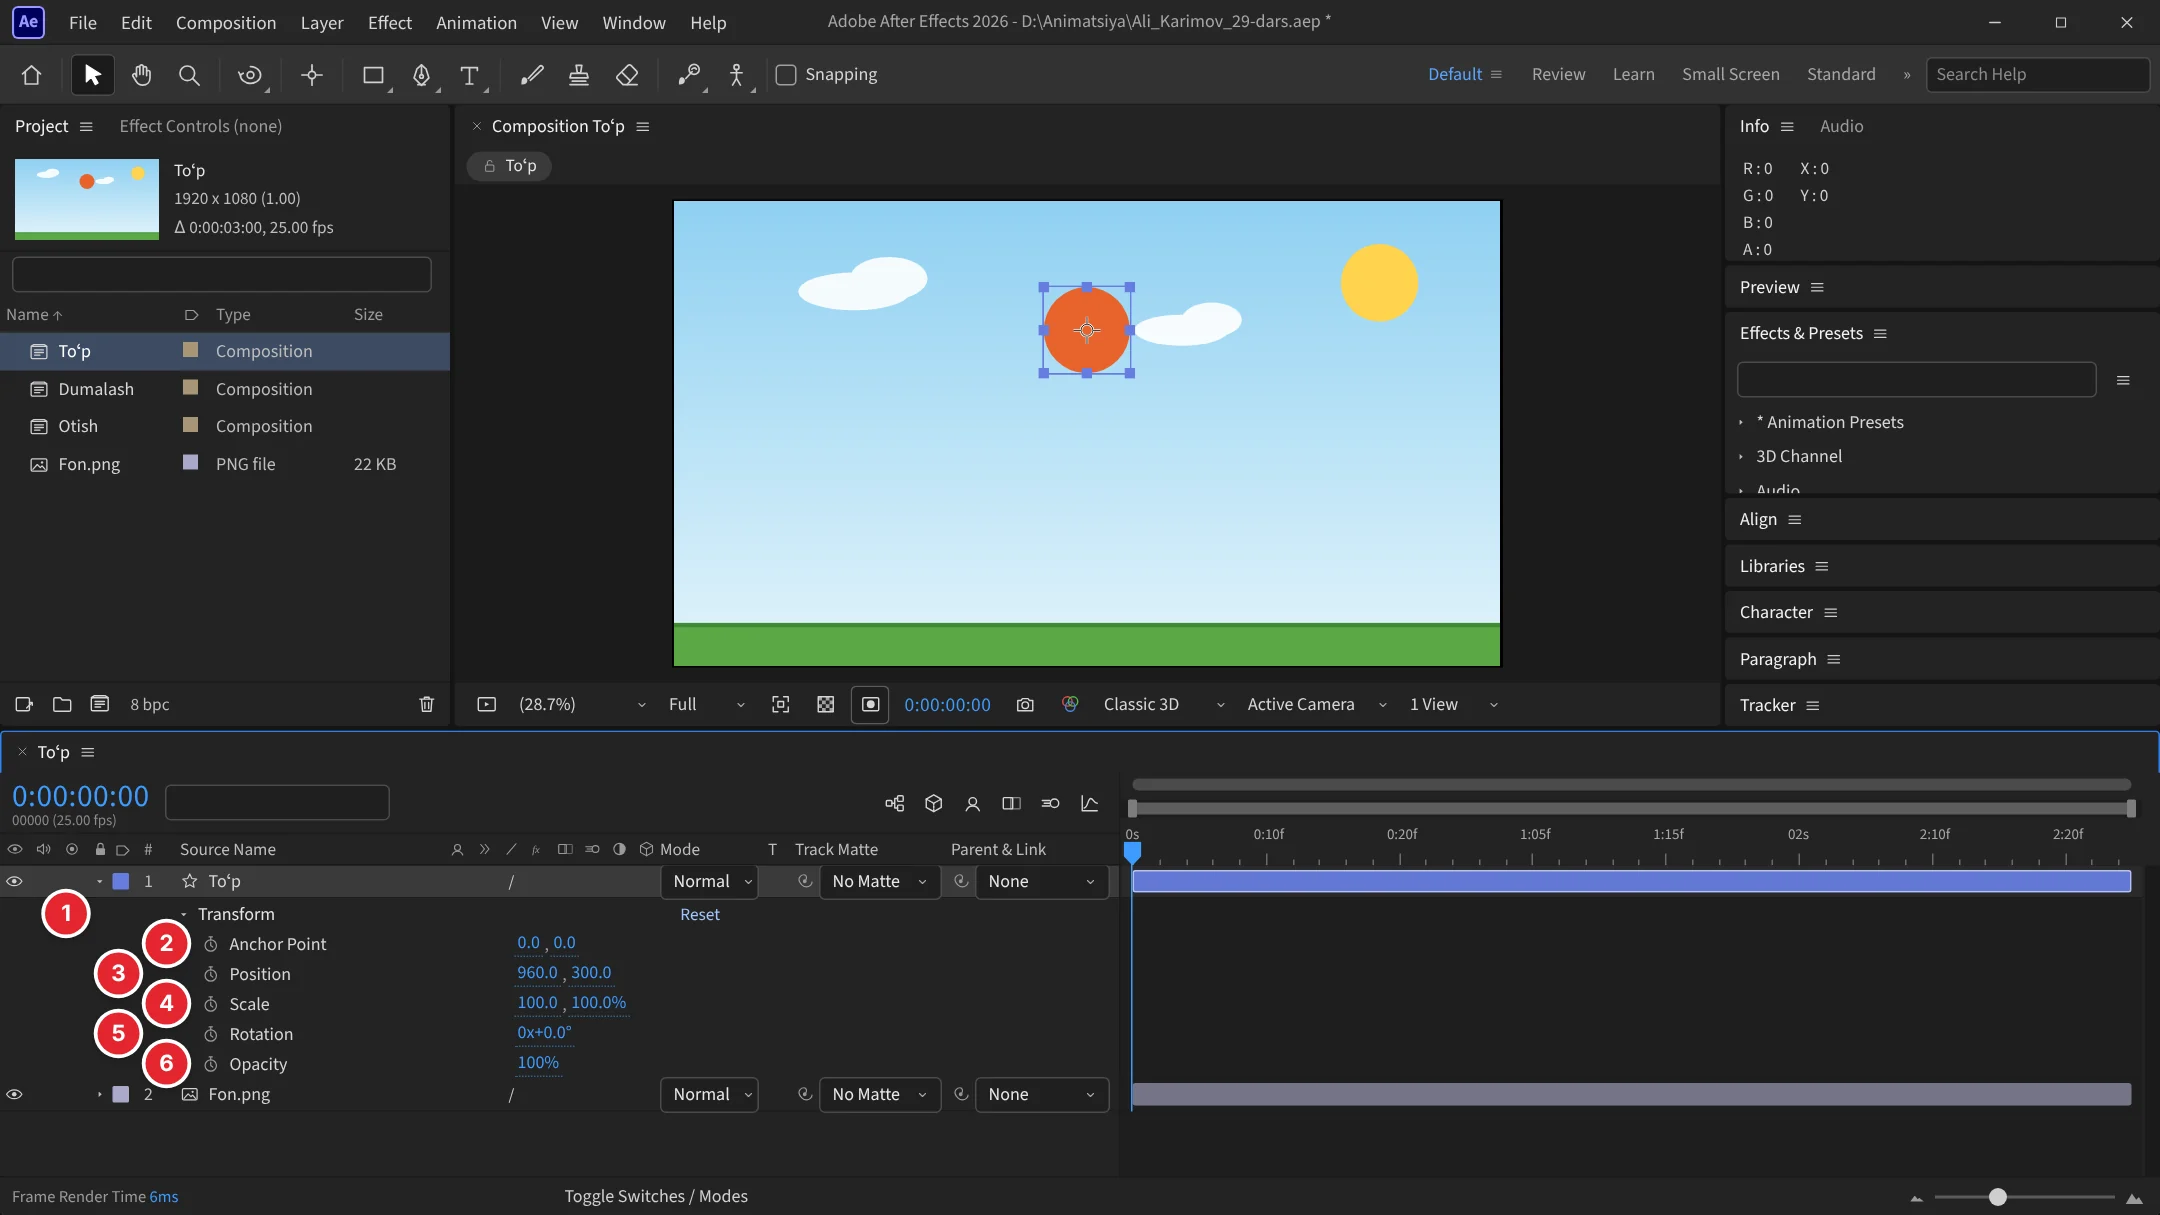 Ae File Edit Composition Layer Effect Animation View Window Help Adobe After Effects 2026 - D:\Animatsiya\Ali_Karimov_29-dars.aep *
Snapping Default Review Learn Small Screen Standard » Search Help
Project Effect Controls (none)
Toʻp
1920 x 1080 (1.00)
Δ 0:00:03:00, 25.00 fps
Name Type Size
Toʻp Composition
Dumalash Composition
Otish Composition
Fon.png PNG file 22 KB
8 bpc
Composition Toʻp
Toʻp
(28.7%) Full 0:00:00:00 Classic 3D Active Camera 1 View
Info Audio
R : 0 X : 0
G : 0 Y : 0
B : 0
A : 0
Preview
Effects & Presets
* Animation Presets
3D Channel
Audio
Align
Libraries
Character
Paragraph
Tracker
Toʻp
0:00:00:00
00000 (25.00 fps)
0s 0:10f 0:20f 1:05f 1:15f 02s 2:10f 2:20f
# Source Name fx Mode T Track Matte Parent & Link
1 Toʻp / Normal No Matte None
1 Transform Reset
2 Anchor Point 0.0 , 0.0
3 Position 960.0 , 300.0
4 Scale 100.0 , 100.0%
5 Rotation 0x+0.0°
6 Opacity 100%
2 Fon.png / Normal No Matte None
Frame Render Time 6ms Toggle Switches / Modes